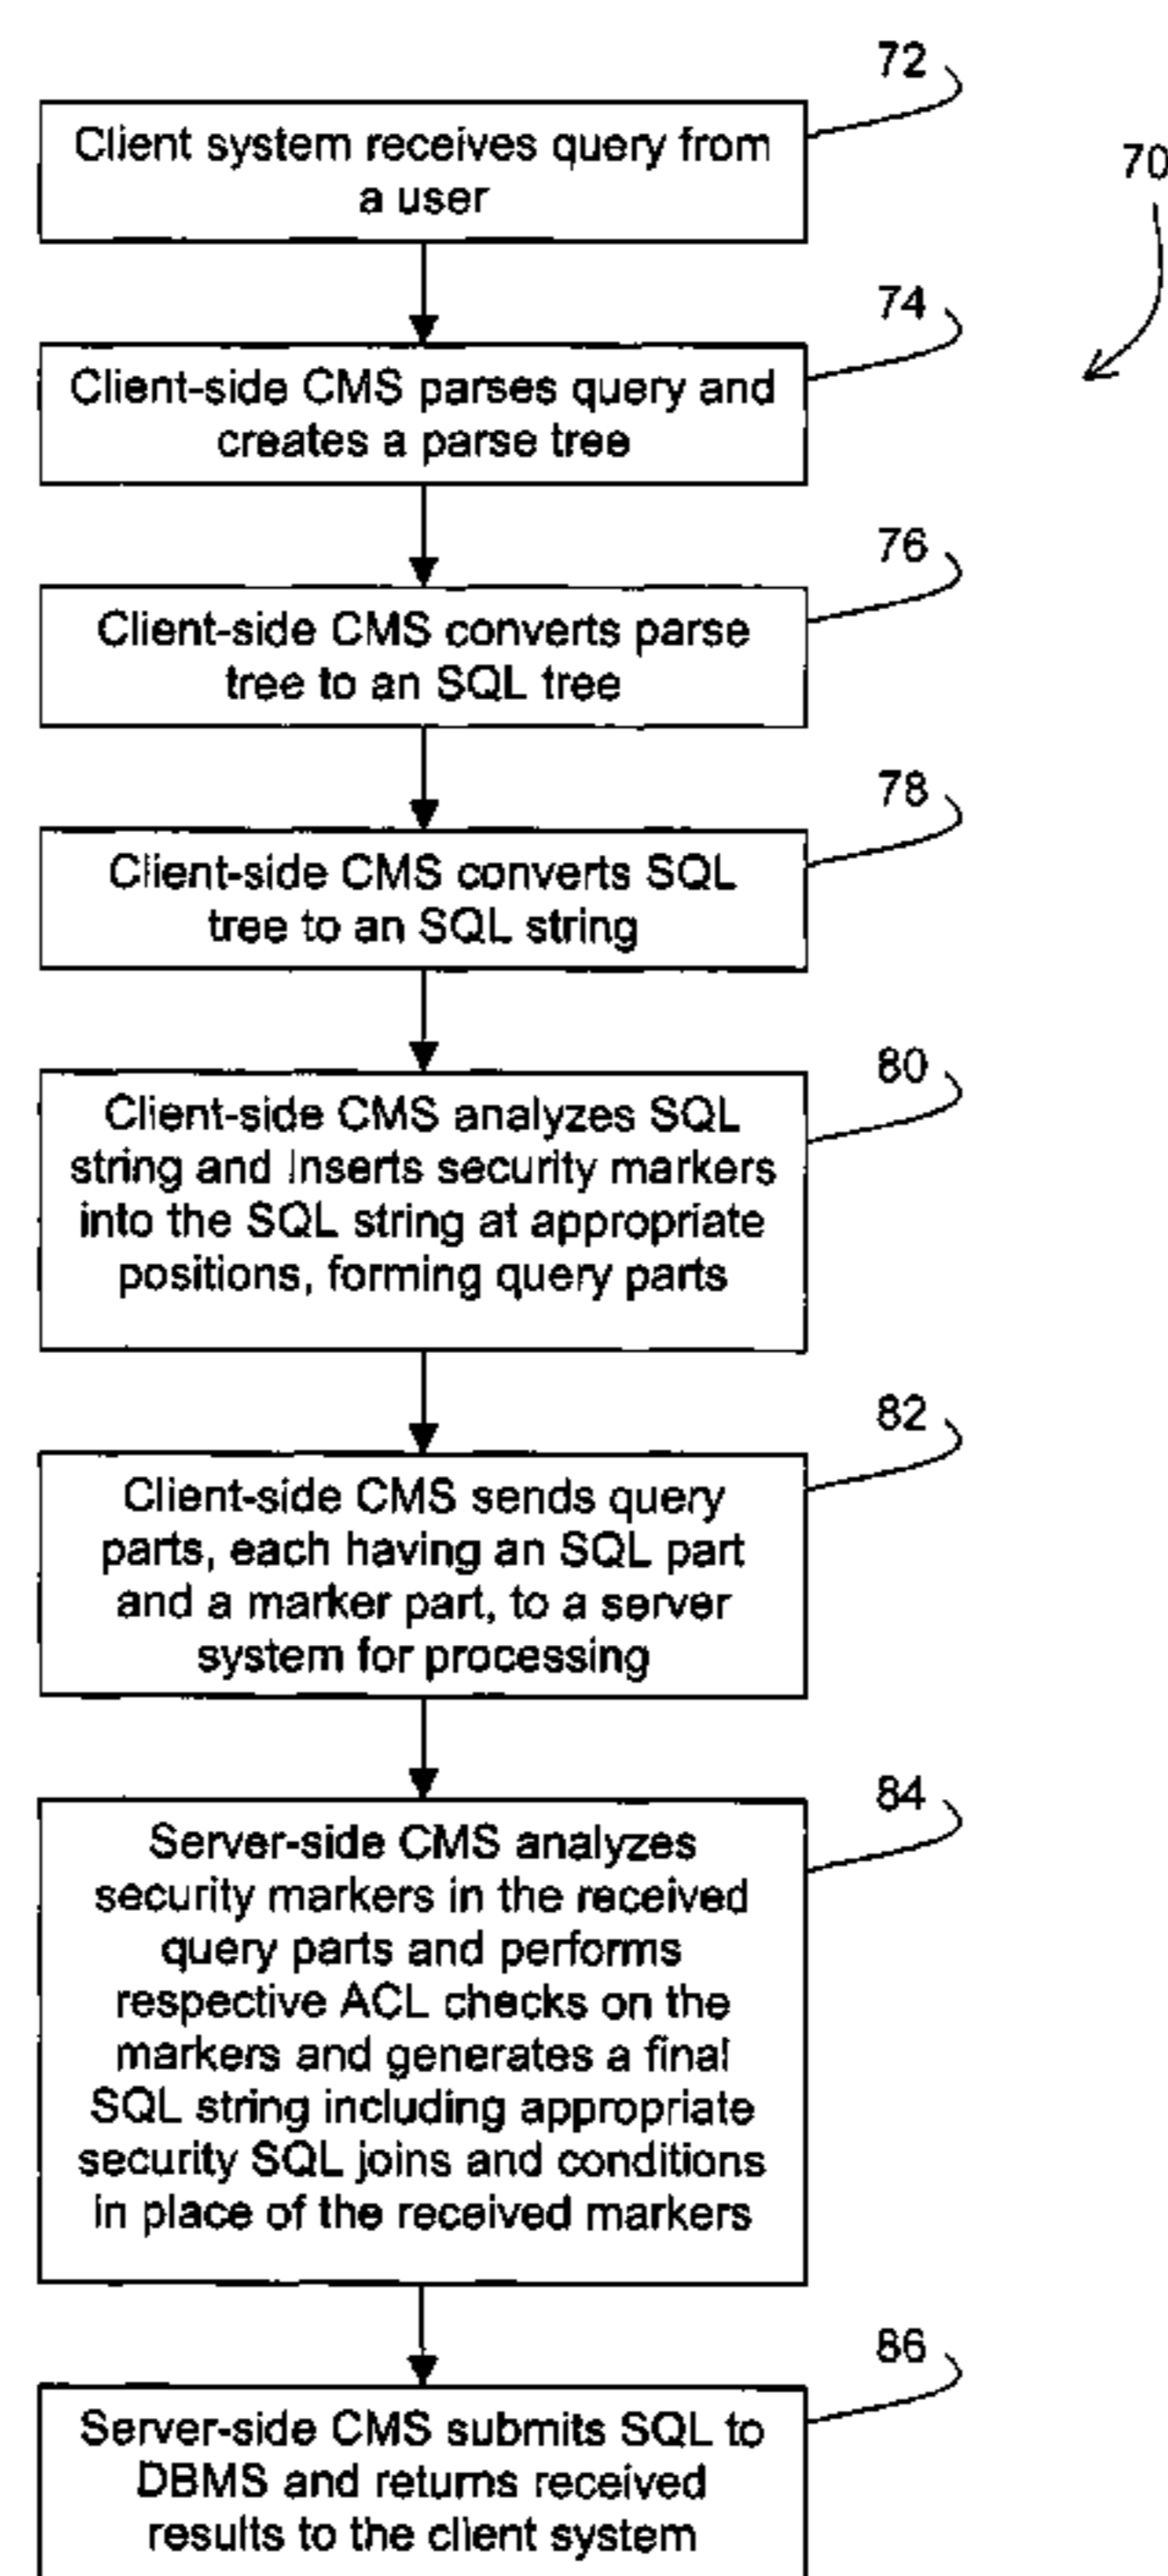 72
Client system receives query from
a user
70
74
Client-side CMS parses query and
creates a parse tree
76
Client-side CMS converts parse
tree to an SQL tree
78
Client-side CMS converts SQL
tree to an SQL string
80
Client-side CMS analyzes SQL
string and Inserts security markers
into the SQL string at appropriate
positions, forming query parts
82
Client-side CMS sends query
parts, each having an SQL part
and a marker part, to a server
system for processing
84
Server-side CMS analyzes
security markers in the received
query parts and performs
respective ACL checks on the
markers and generates a final
SQL string including appropriate
security SQL joins and conditions
in place of the received markers
86
Server-side CMS submits SQL to
DBMS and returns received
results to the client system